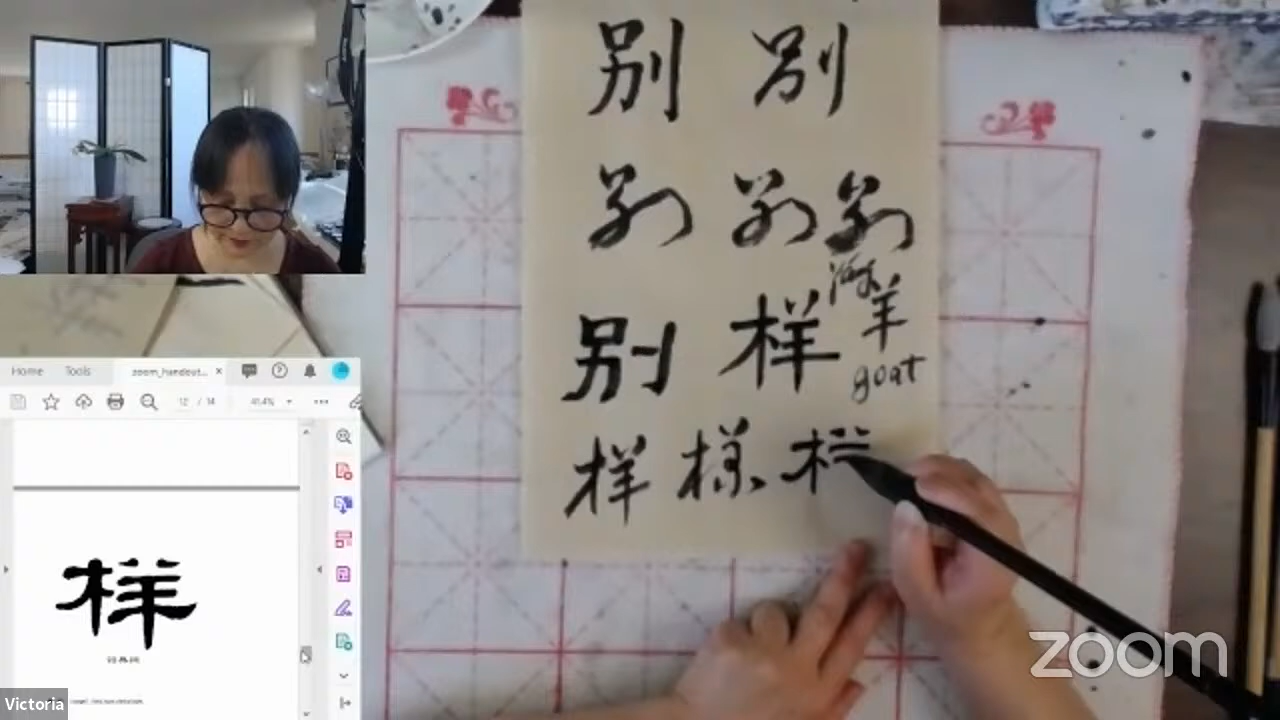 别 别
别 别 别
海
羊
别 样
goat
样 様 样
Home Tools zoom_handout...
12 / 14 41.4%
样
Victoria
zoom